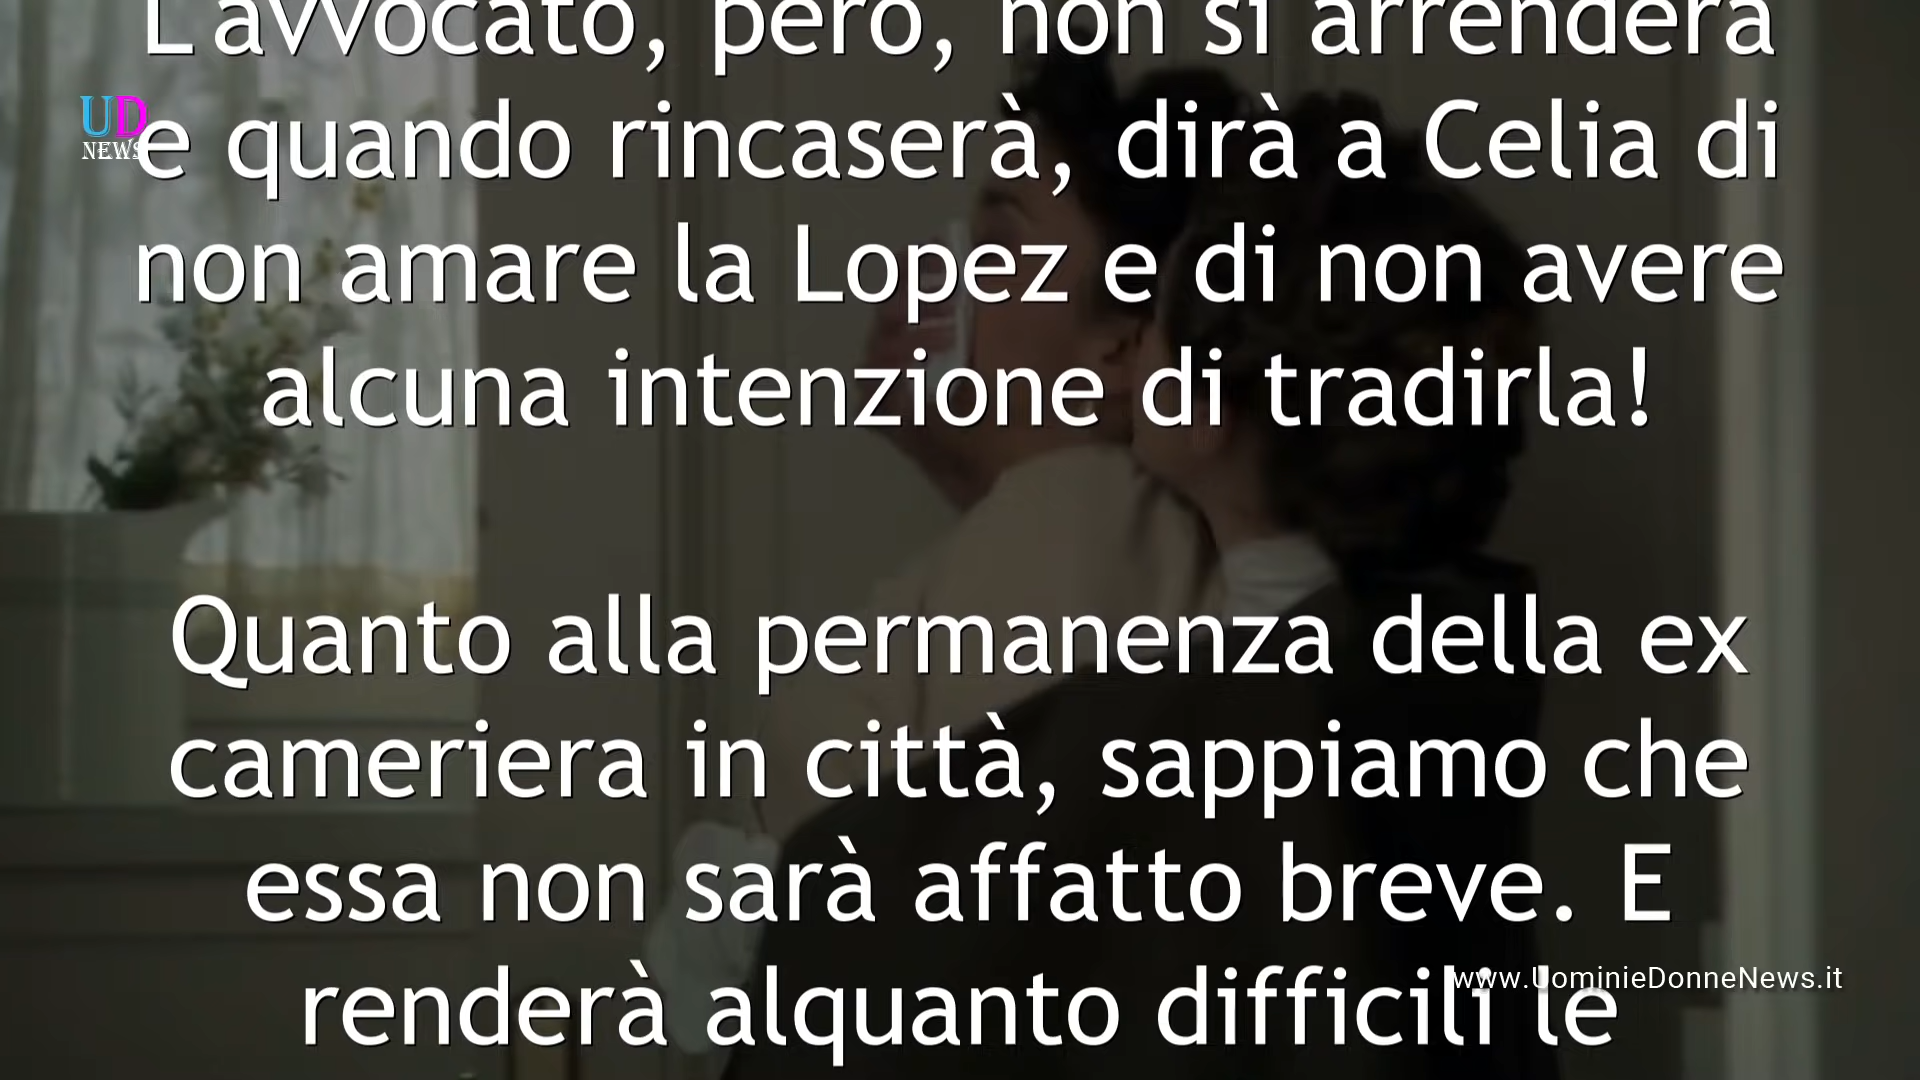 L'avvocato, però, non si arrenderà
UD
NEWS
e quando rincaserà, dirà a Celia di
non amare la Lopez e di non avere
alcuna intenzione di tradirla!
Quanto alla permanenza della ex
cameriera in città, sappiamo che
essa non sarà affatto breve. E
renderà alquanto difficili le
www.UominieDonneNews.it